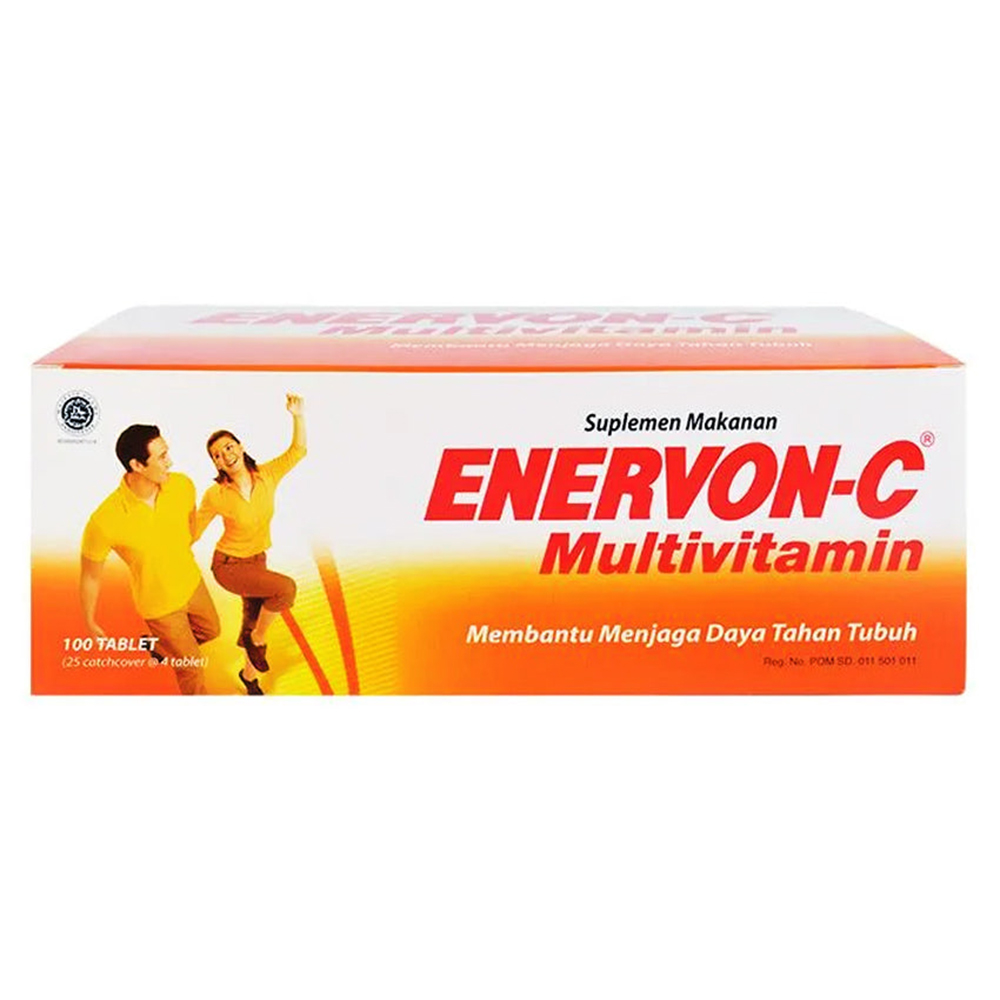 ENERVON-C
Multivitamin
Membantu Menjaga Daya Tahan Tubuh
Suplemen Makanan
ENERVON-C®
Multivitamin
Membantu Menjaga Daya Tahan Tubuh
Reg. No. POM SD. 011 501 011
100 TABLET
(25 catchcover @ 4 tablet)